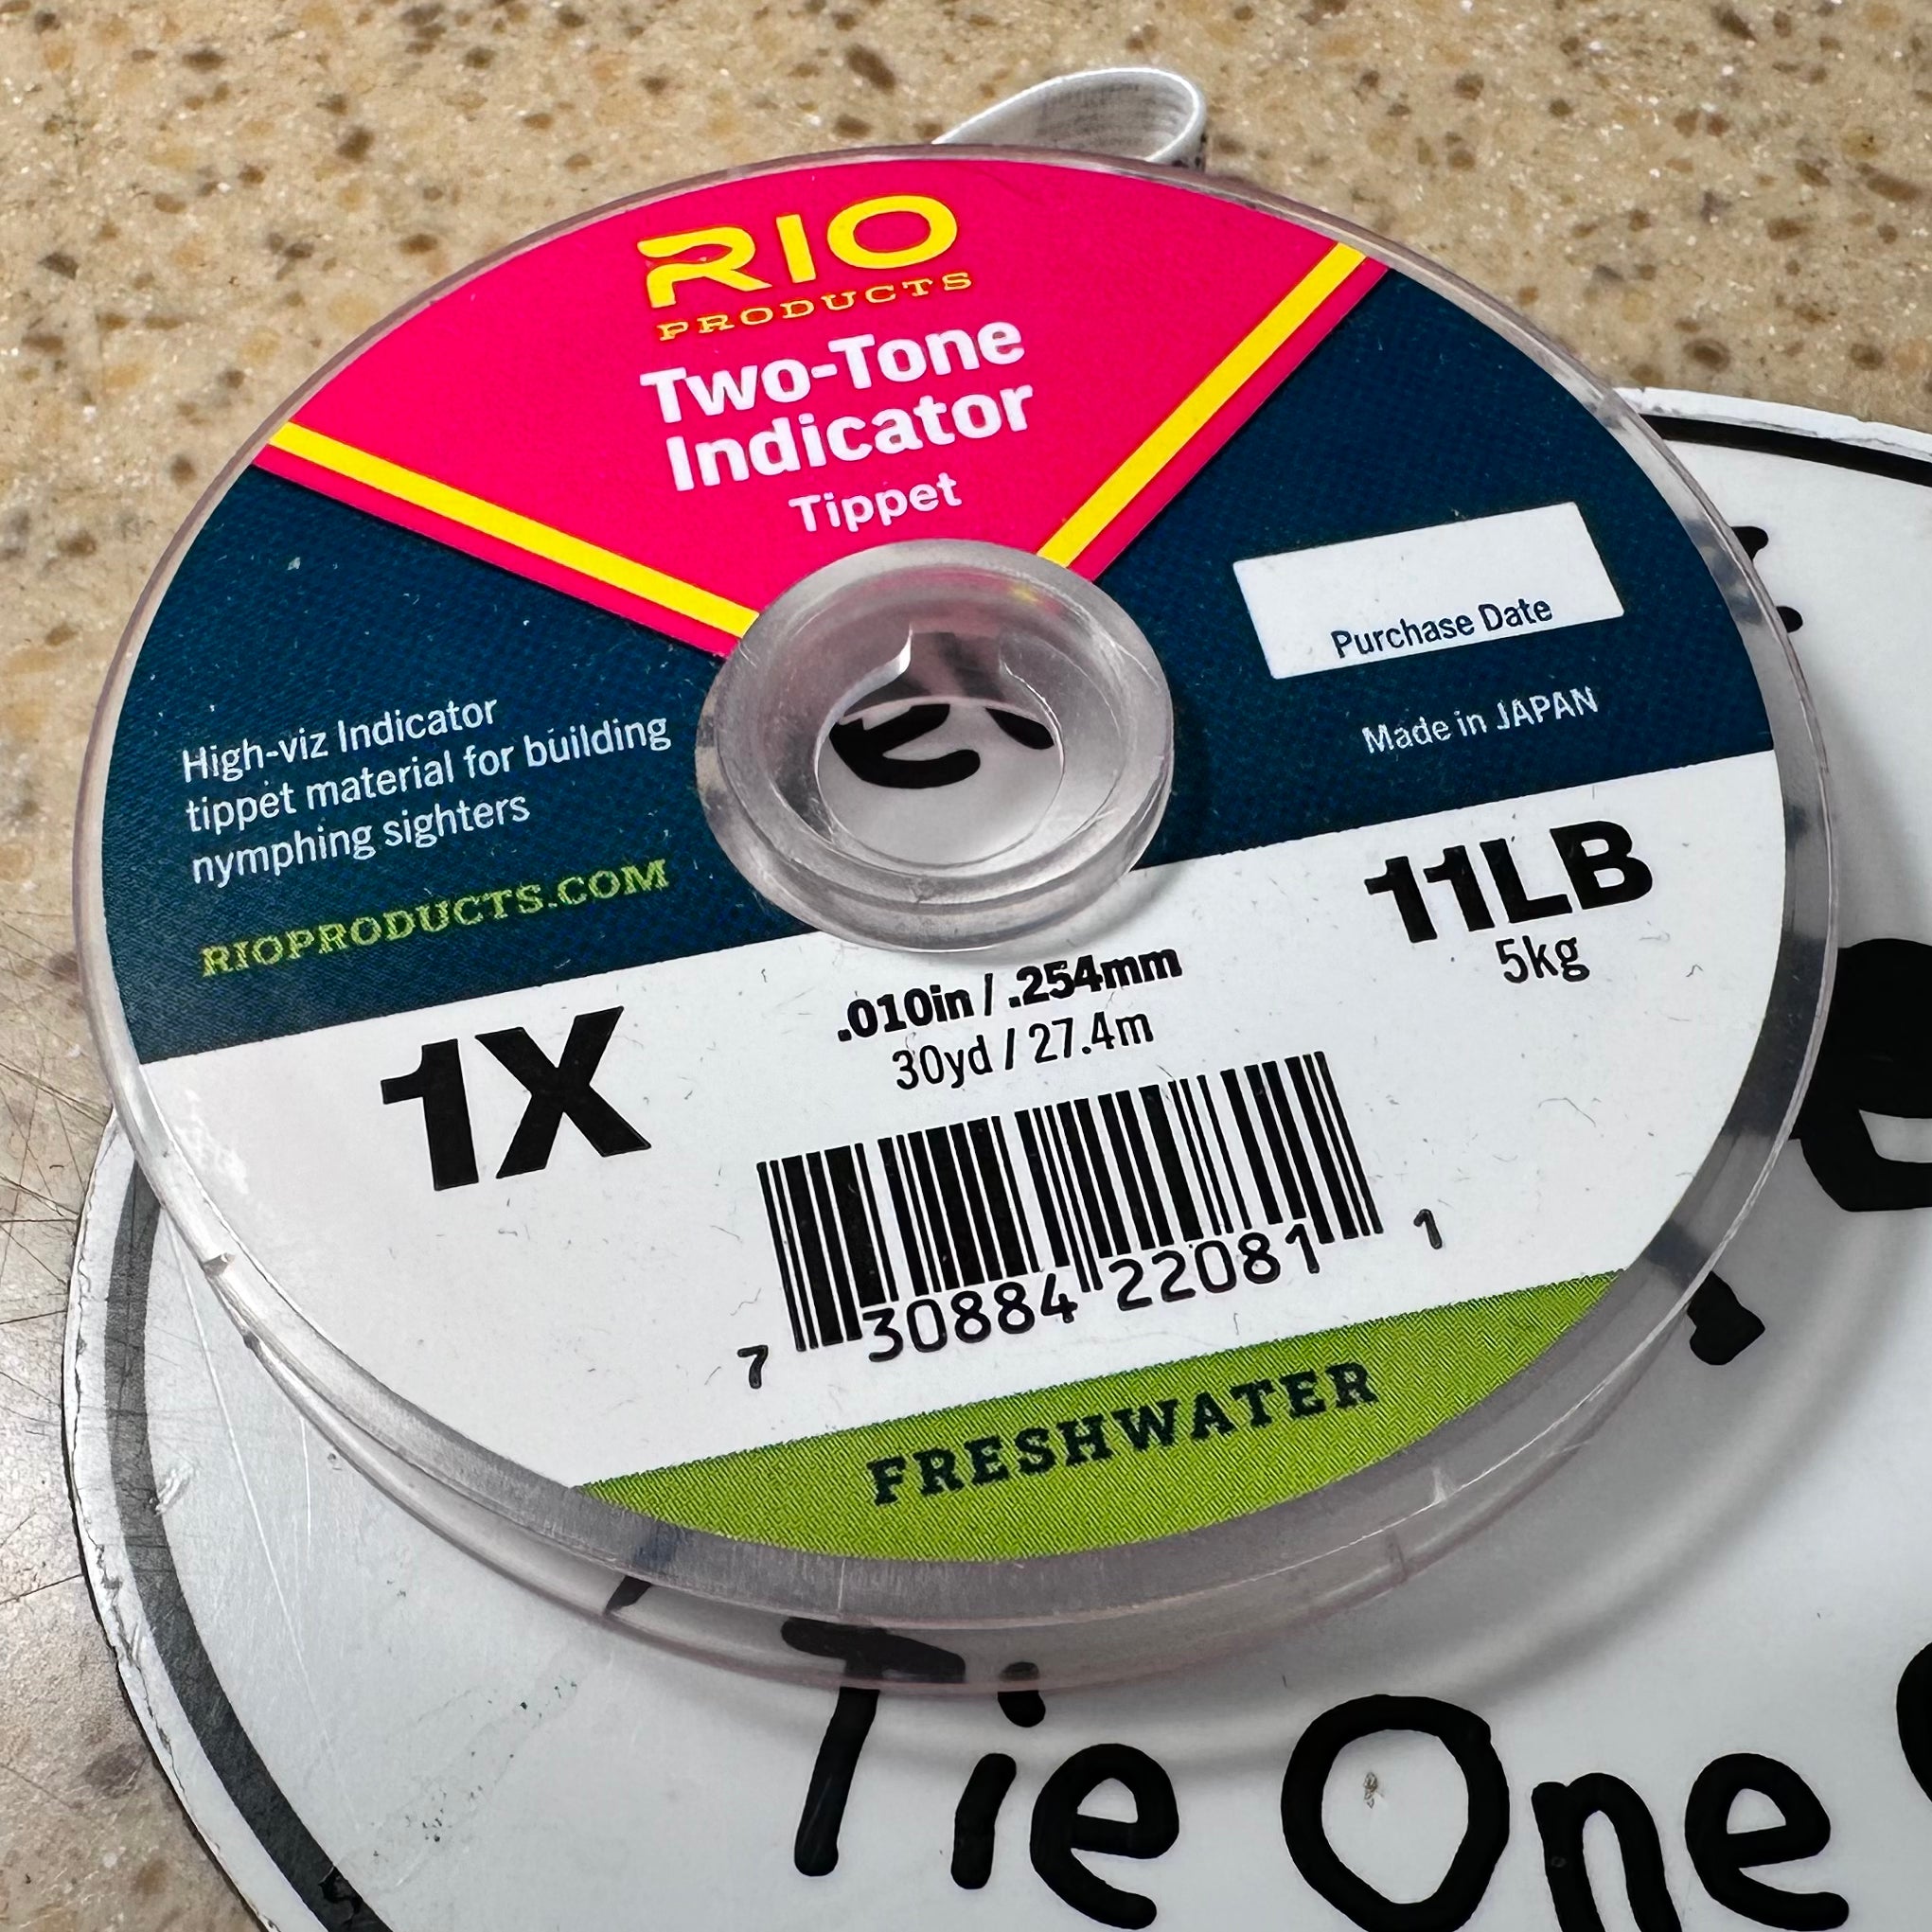 RIO
PRODUCTS
Two-Tone
Indicator
Tippet
Purchase Date
Made in JAPAN
High-viz Indicator
tippet material for building
nymphing sighters
RIOPRODUCTS.COM
11LB
5kg
1X
.010in / .254mm
30yd / 27.4m
7 30884 22081 1
FRESHWATER
Tie One